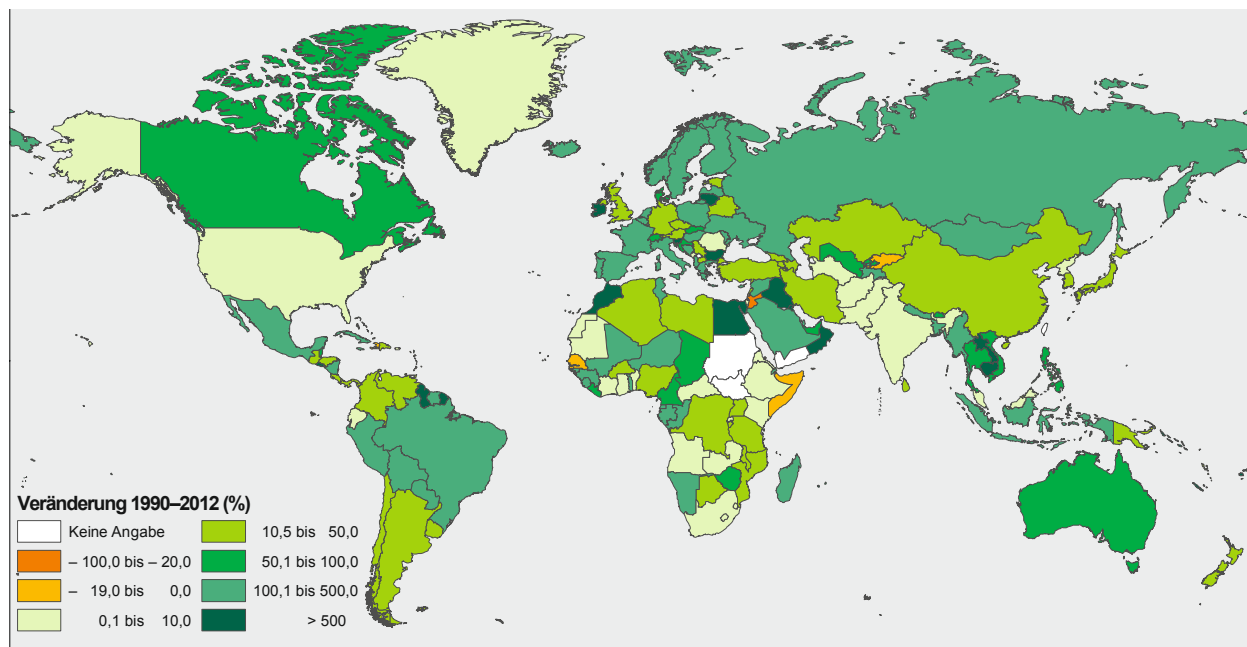 Veränderung 1990–2012 (%)
Keine Angabe
– 100,0 bis – 20,0
– 19,0 bis 0,0
0,1 bis 10,0
10,5 bis 50,0
50,1 bis 100,0
100,1 bis 500,0
> 500